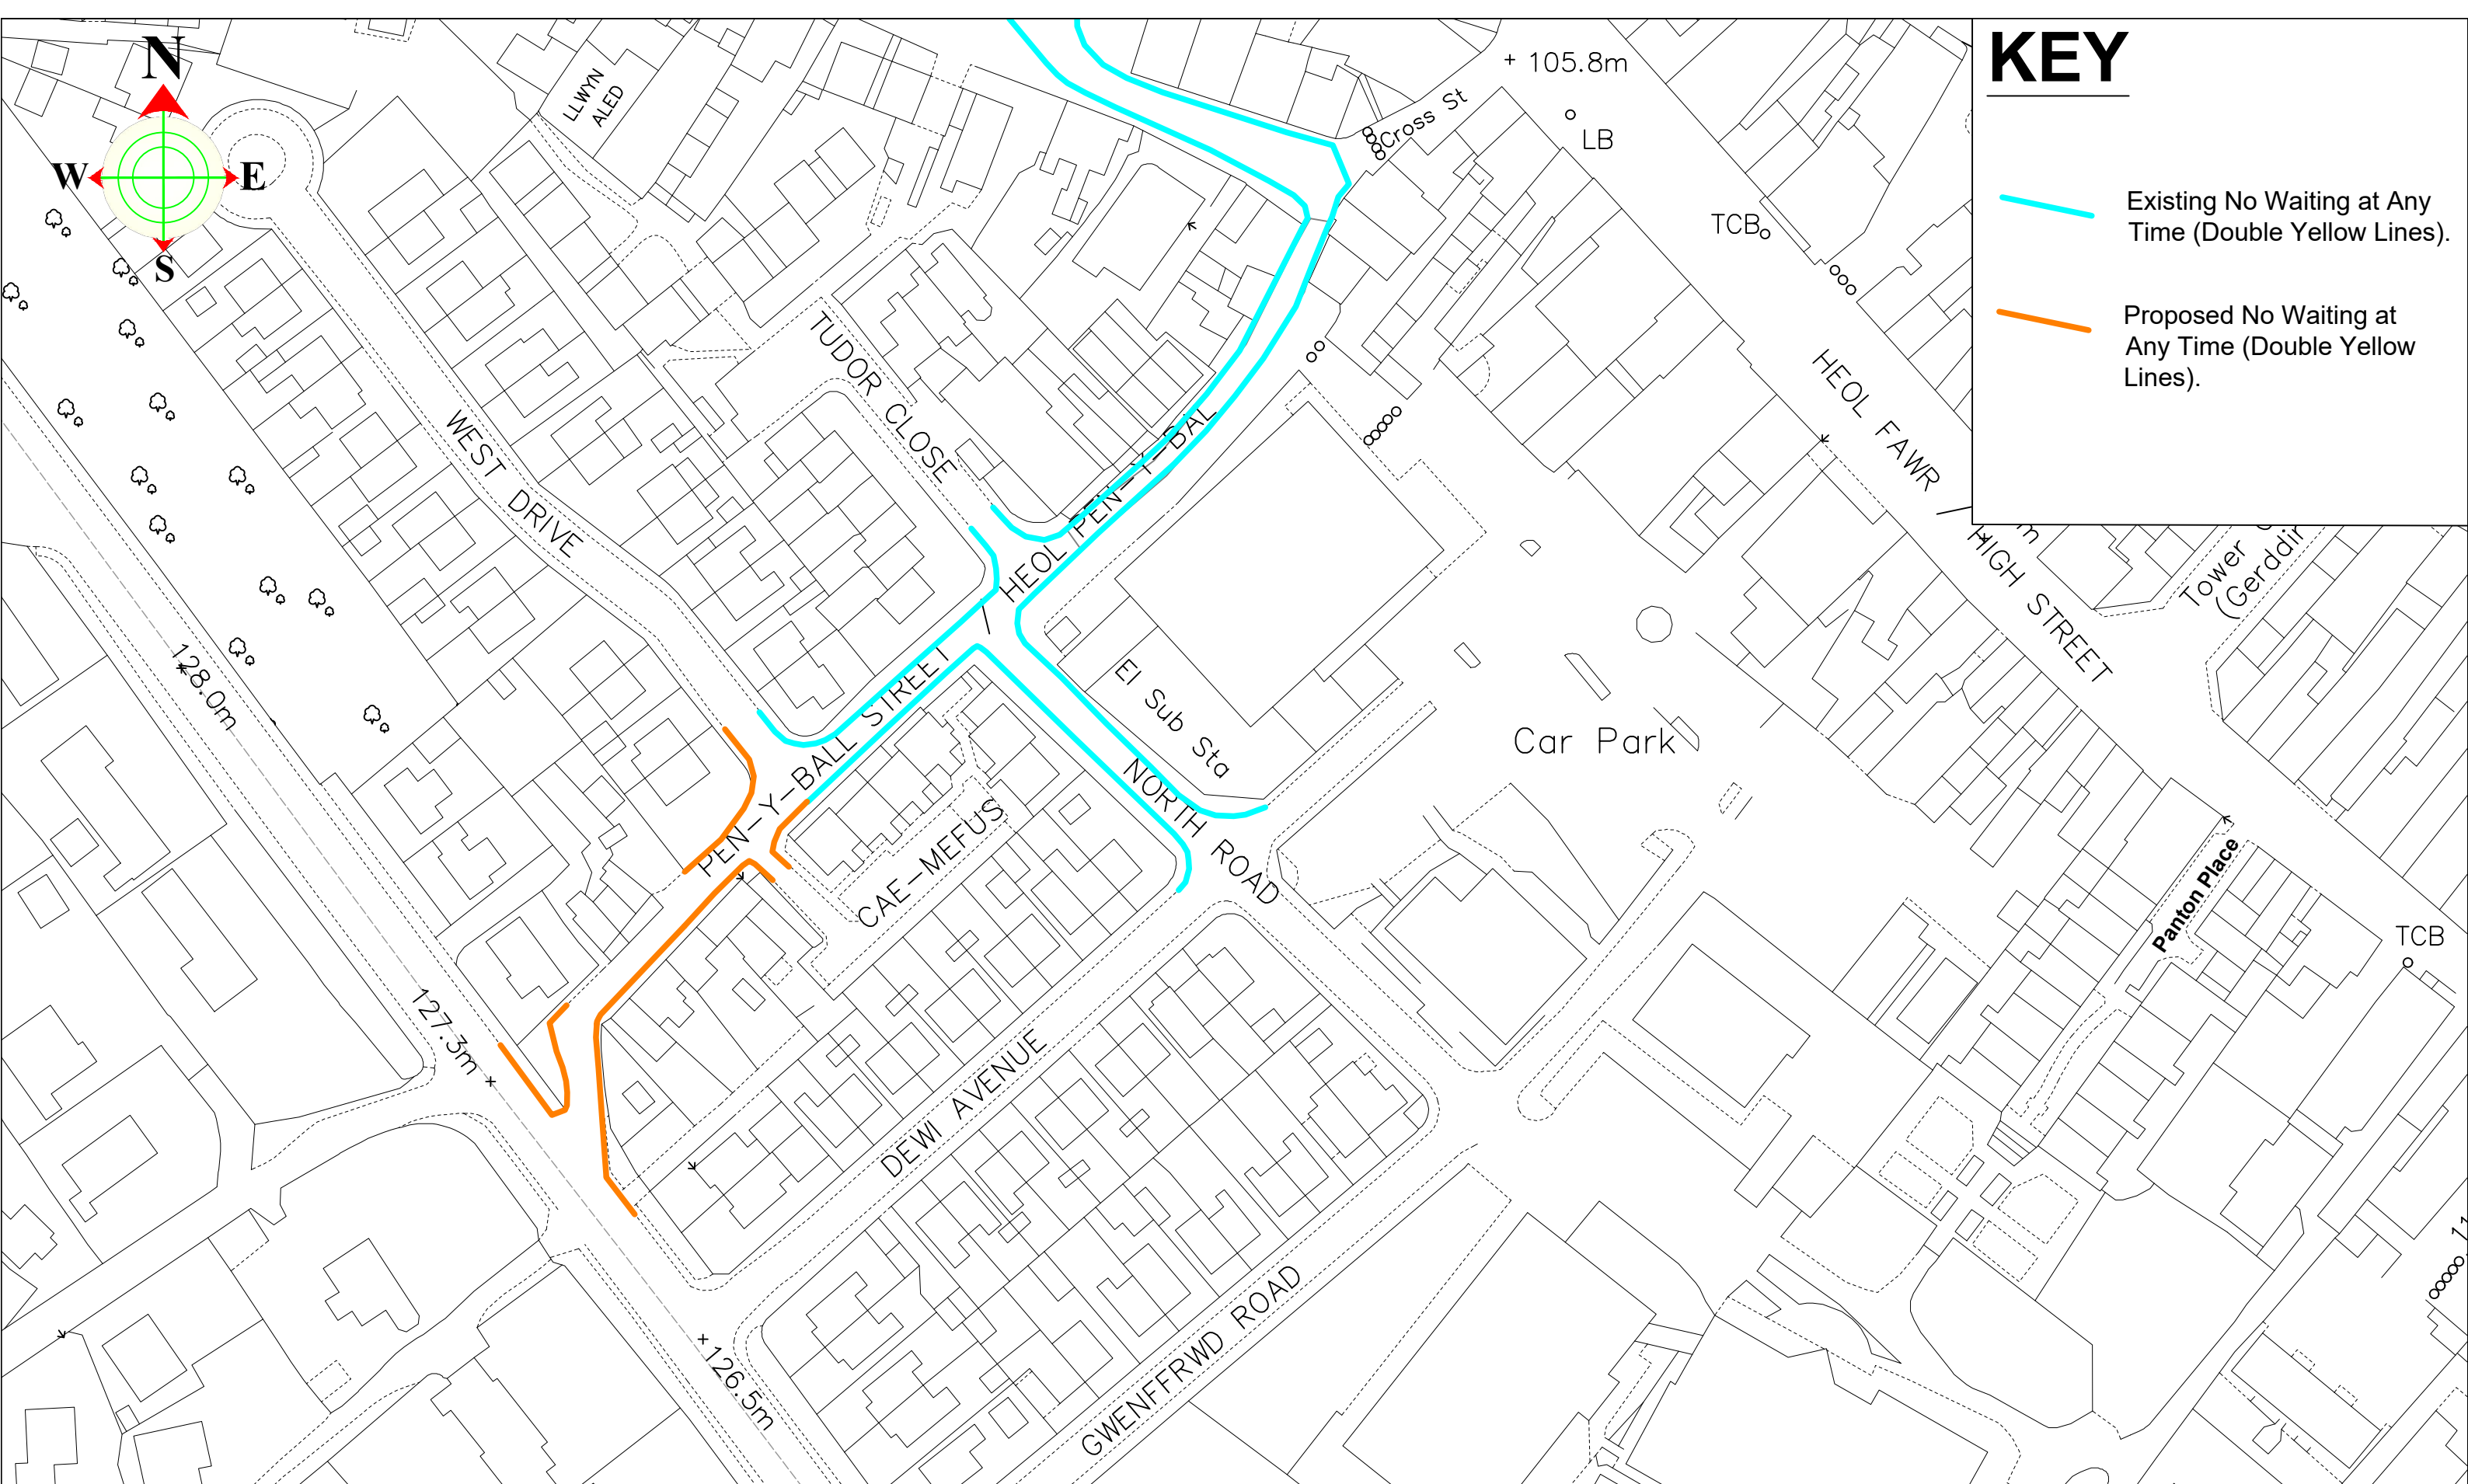 N
W
E
S
LLWYN
ALED
+ 105.8m
Cross St
LB
TCB
KEY
Existing No Waiting at Any
Time (Double Yellow Lines).
Proposed No Waiting at
Any Time (Double Yellow
Lines).
TUDOR CLOSE
WEST DRIVE
HEOL PEN-Y-BAL
HEOL FAWR
HIGH STREET
m
Tower
(Gerddi
128.0m
PEN-Y-BALL STREET
El Sub Sta
Car Park
NORTH ROAD
CAE-MEFUS
Panton Place
TCB
127.3m
DEWI AVENUE
126.5m
GWENFFRWD ROAD
11